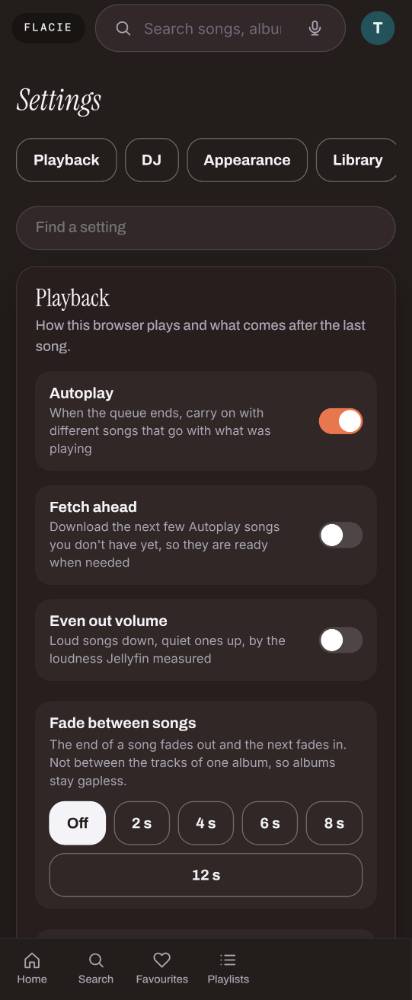 FLACIE
Search songs, albu
T
Settings
Playback
DJ
Appearance
Library
Find a setting
Playback
How this browser plays and what comes after the last
song.
Autoplay
When the queue ends, carry on with
different songs that go with what was
playing
Fetch ahead
Download the next few Autoplay songs
you don't have yet, so they are ready
when needed
Even out volume
Loud songs down, quiet ones up, by the
loudness Jellyfin measured
Fade between songs
The end of a song fades out and the next fades in.
Not between the tracks of one album, so albums
stay gapless.
Off
2 s
4 s
6 s
8 s
12 s
Home
Search
Favourites
Playlists